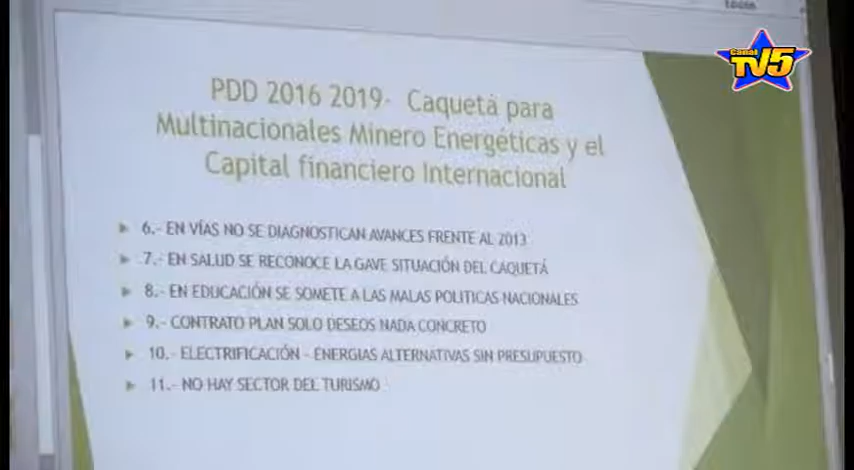 Canal
TV5
PDD 2016 2019- Caquetá para
Multinacionales Minero Energéticas y el
Capital financiero Internacional
6.- EN VÍAS NO SE DIAGNOSTICAN AVANCES FRENTE AL 2013
7.- EN SALUD SE RECONOCE LA GAVE SITUACIÓN DEL CAQUETÁ
8.- EN EDUCACIÓN SE SOMETE A LAS MALAS POLITICAS NACIONALES
9.- CONTRATO PLAN SOLO DESEOS NADA CONCRETO
10.- ELECTRIFICACIÓN - ENERGIAS ALTERNATIVAS SIN PRESUPUESTO
11.- NO HAY SECTOR DEL TURISMO